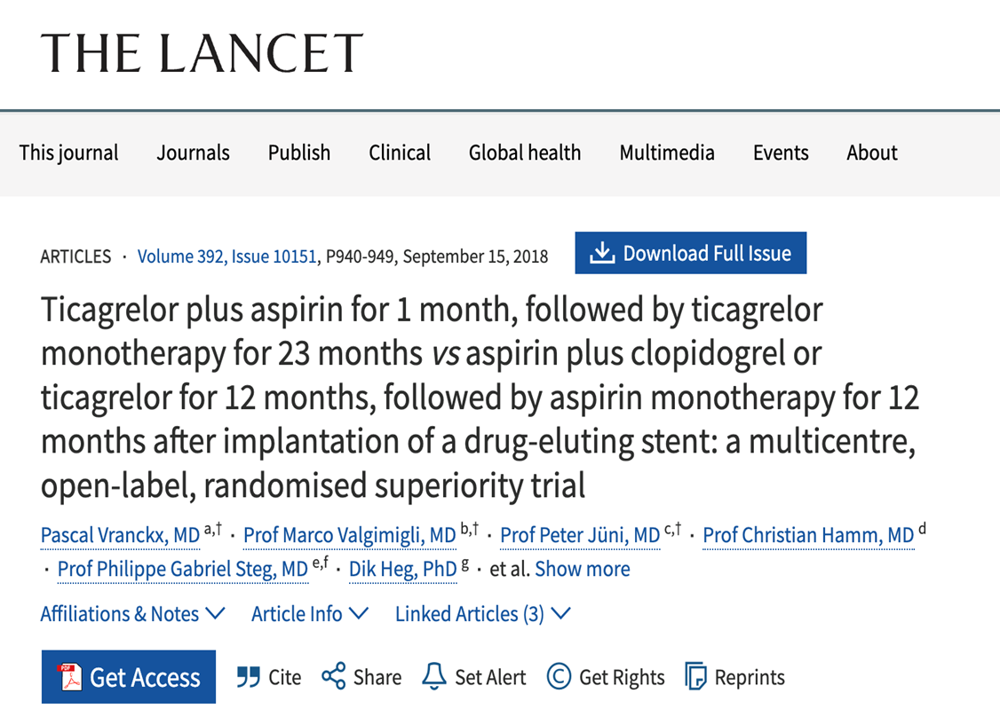 THE LANCET
This journal Journals Publish Clinical Global health Multimedia Events About
ARTICLES · Volume 392, Issue 10151, P940-949, September 15, 2018 Download Full Issue
Ticagrelor plus aspirin for 1 month, followed by ticagrelor
monotherapy for 23 months vs aspirin plus clopidogrel or
ticagrelor for 12 months, followed by aspirin monotherapy for 12
months after implantation of a drug-eluting stent: a multicentre,
open-label, randomised superiority trial
Pascal Vranckx, MD a,† · Prof Marco Valgimigli, MD b,† · Prof Peter Jüni, MD c,† · Prof Christian Hamm, MD d
· Prof Philippe Gabriel Steg, MD e,f · Dik Heg, PhD g · et al. Show more
Affiliations & Notes Article Info Linked Articles (3)
PDF Get Access Cite Share Set Alert © Get Rights Reprints